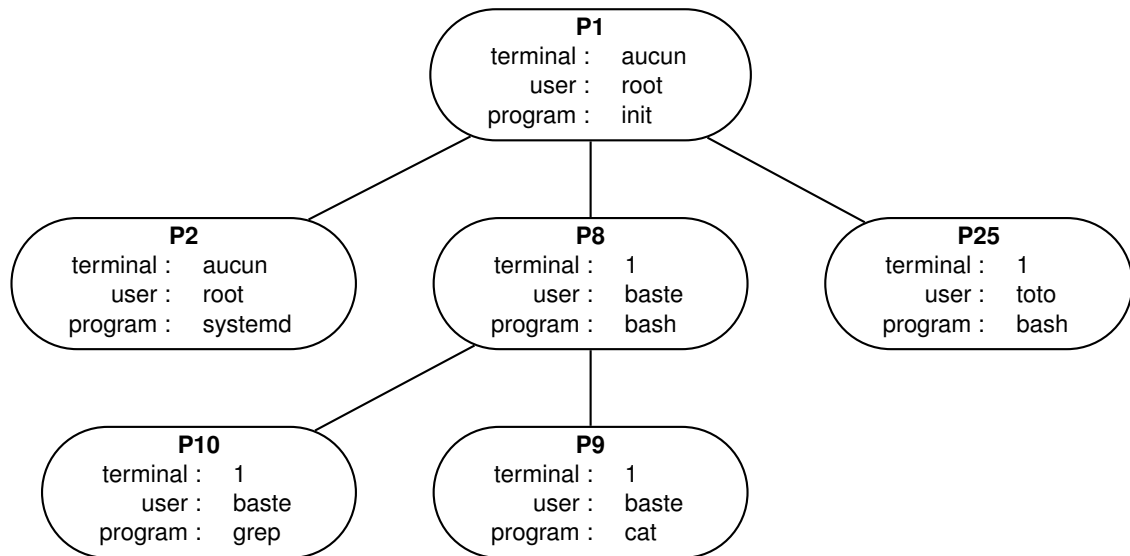 P1
terminal : aucun
user : root
program : init
P2
terminal : aucun
user : root
program : systemd
P8
terminal : 1
user : baste
program : bash
P25
terminal : 1
user : toto
program : bash
P10
terminal : 1
user : baste
program : grep
P9
terminal : 1
user : baste
program : cat